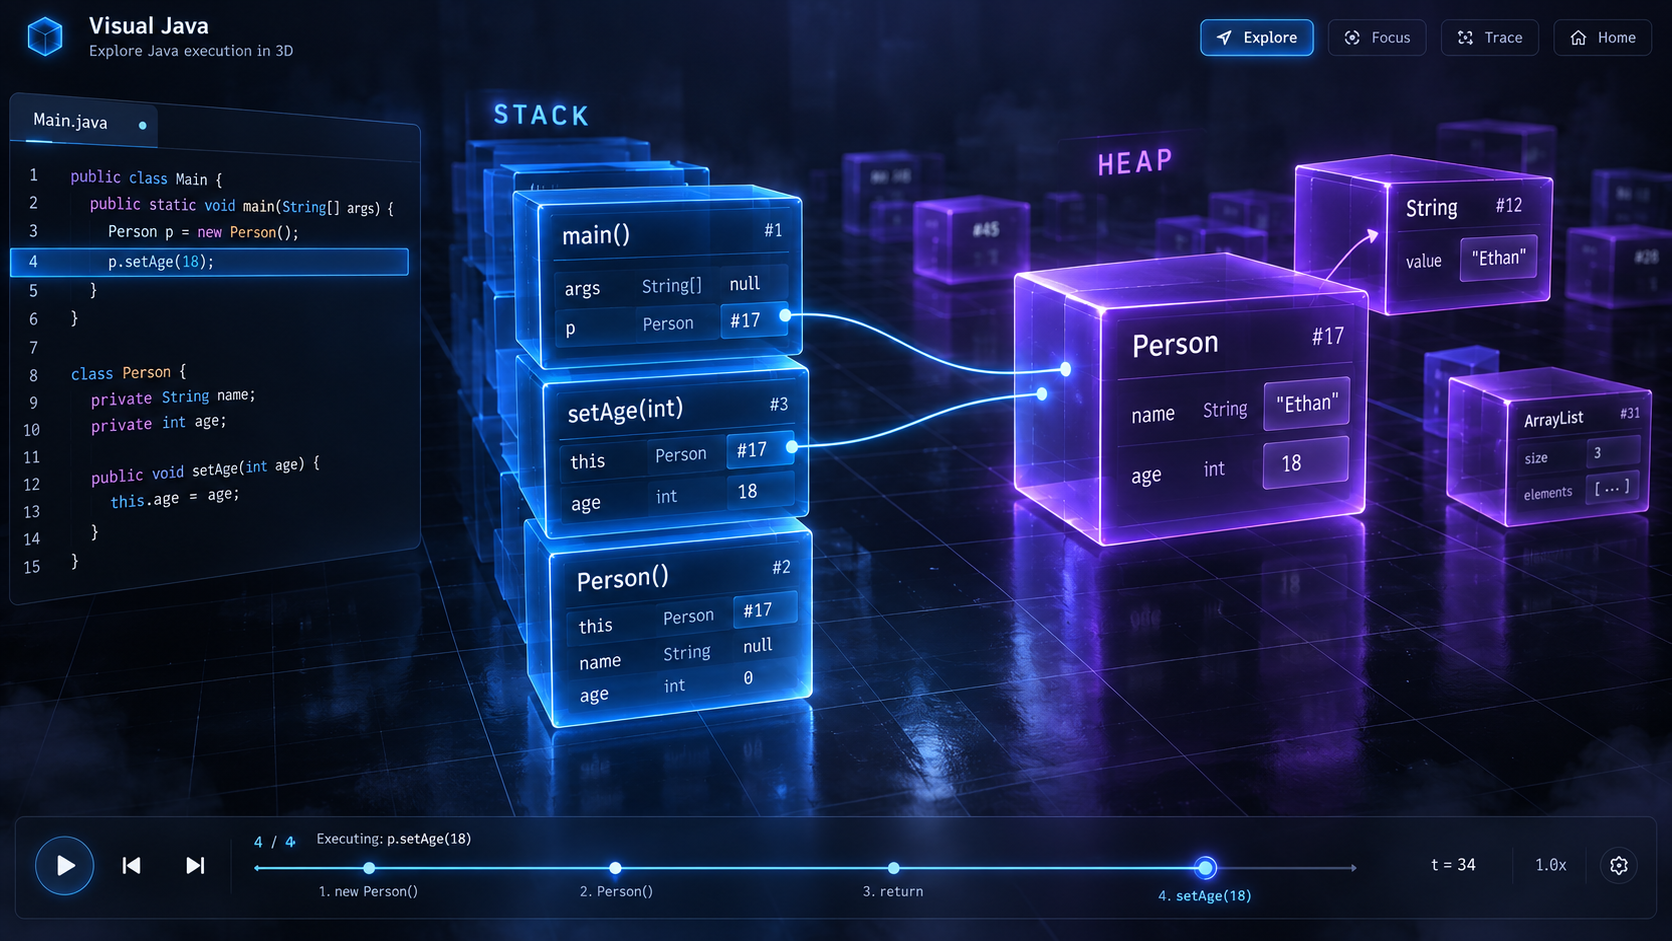 Visual Java
Explore Java execution in 3D
Explore
Focus
Trace
Home
Main.java
1 public class Main {
2 public static void main(String[] args) {
3 Person p = new Person();
4 p.setAge(18);
5 }
6 }
7
8 class Person {
9 private String name;
10 private int age;
11
12 public void setAge(int age) {
13 this.age = age;
14 }
15 }
STACK
main() #1
args String[] null
p Person #17
setAge(int) #3
this Person #17
age int 18
Person() #2
this Person #17
name String null
age int 0
HEAP
#45
String #12
value "Ethan"
#28
Person #17
name String "Ethan"
age int 18
ArrayList #31
size 3
elements [...]
4 / 4 Executing: p.setAge(18)
1. new Person()
2. Person()
3. return
4. setAge(18)
t = 34
1.0x